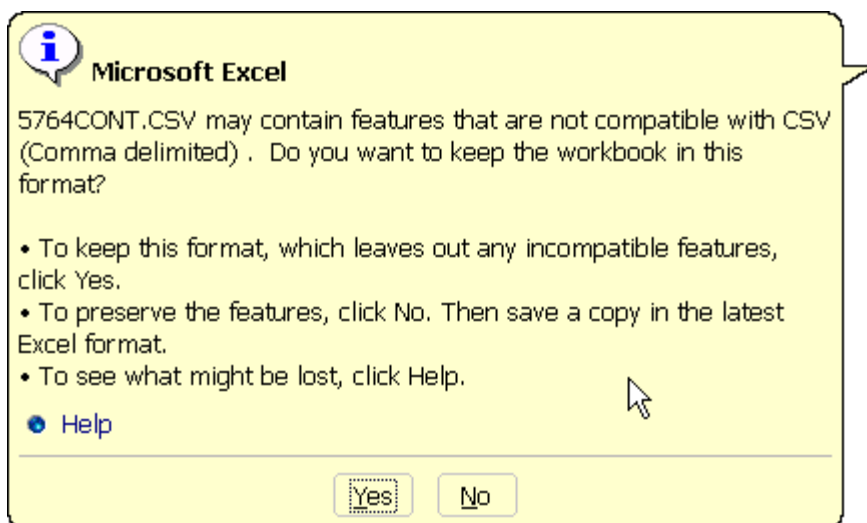 Microsoft Excel
5764CONT.CSV may contain features that are not compatible with CSV
(Comma delimited) .  Do you want to keep the workbook in this
format?
• To keep this format, which leaves out any incompatible features,
click Yes.
• To preserve the features, click No. Then save a copy in the latest
Excel format.
• To see what might be lost, click Help.
Help
Yes No